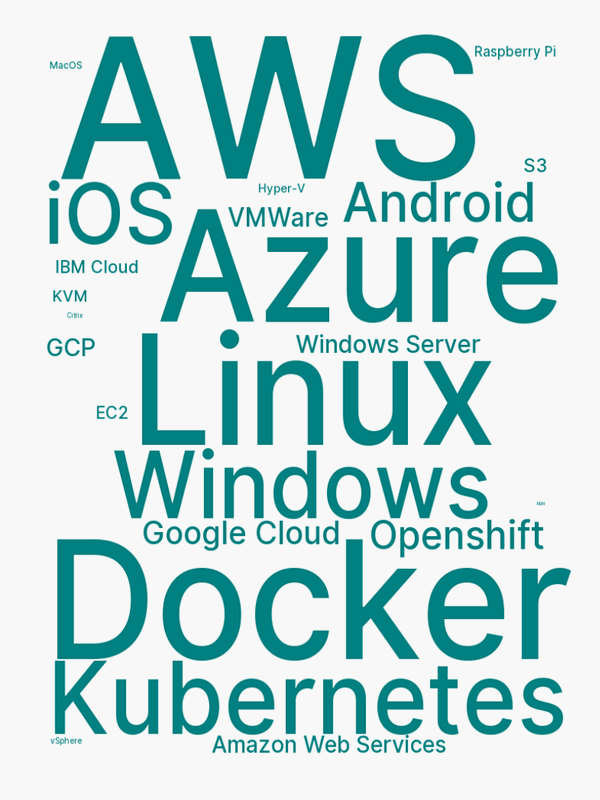 AWS
Raspberry Pi
MacOS
S3
Hyper-V
iOS
VMWare
Android
Azure
IBM Cloud
KVM
Citrix
GCP
Windows Server
Linux
EC2
Windows
Google Cloud
Openshift
Docker
Kubernetes
vSphere
Amazon Web Services